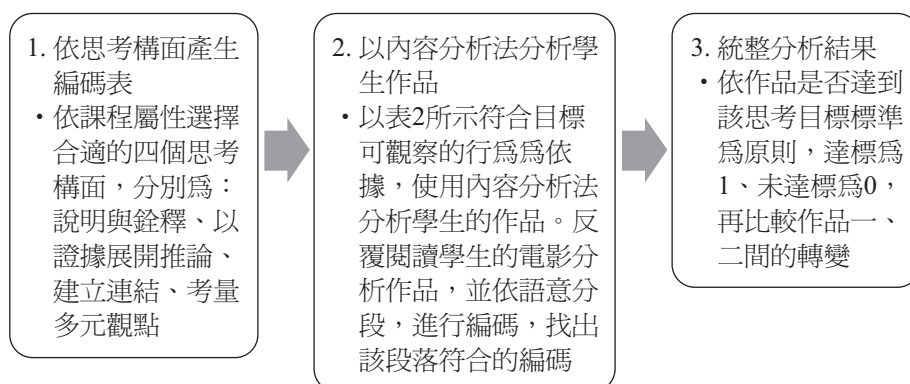 1. 依思考構面產生
編碼表
・依課程屬性選擇
合適的四個思考
構面，分別為：
說明與銓釋、以
證據展開推論、
建立連結、考量
多元觀點
2. 以內容分析法分析學
生作品
・以表2所示符合目標
可觀察的行為為依
據，使用內容分析法
分析學生的作品。反
覆閱讀學生的電影分
析作品，並依語意分
段，進行編碼，找出
該段落符合的編碼
3. 統整分析結果
・依作品是否達到
該思考目標標準
為原則，達標為
1、未達標為0，
再比較作品一、
二間的轉變